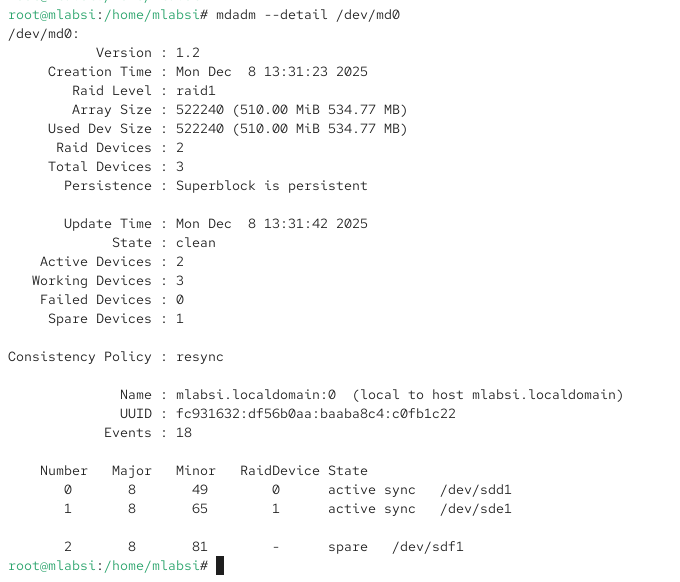 root@mlabsi:/home/mlabsi# mdadm --detail /dev/md0
/dev/md0:
           Version : 1.2
     Creation Time : Mon Dec  8 13:31:23 2025
        Raid Level : raid1
        Array Size : 522240 (510.00 MiB 534.77 MB)
     Used Dev Size : 522240 (510.00 MiB 534.77 MB)
      Raid Devices : 2
     Total Devices : 3
       Persistence : Superblock is persistent

       Update Time : Mon Dec  8 13:31:42 2025
             State : clean
    Active Devices : 2
   Working Devices : 3
    Failed Devices : 0
     Spare Devices : 1

Consistency Policy : resync

              Name : mlabsi.localdomain:0  (local to host mlabsi.localdomain)
              UUID : fc931632:df56b0aa:baaba8c4:c0fb1c22
            Events : 18

    Number   Major   Minor   RaidDevice State
       0       8       49        0      active sync   /dev/sdd1
       1       8       65        1      active sync   /dev/sde1

       2       8       81        -      spare   /dev/sdf1
root@mlabsi:/home/mlabsi#